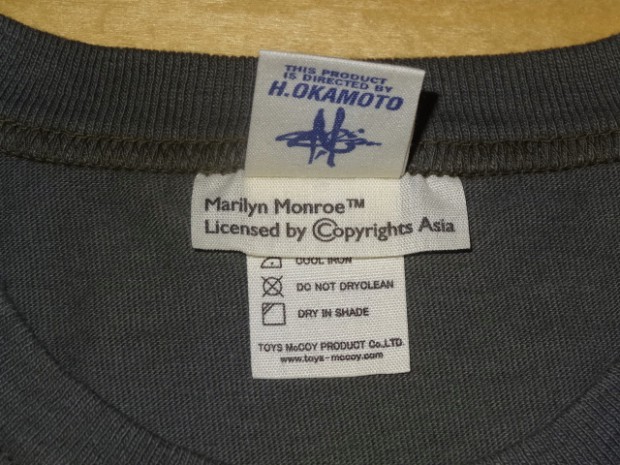 THIS PRODUCT
IS DIRECTED BY
H.OKAMOTO
Marilyn Monroe™
Licensed by Ⓒopyrights Asia
COOL IRON
DO NOT DRYCLEAN
DRY IN SHADE
TOYS McCOY PRODUCT Co.,LTD.
www.toys-mccoy.com